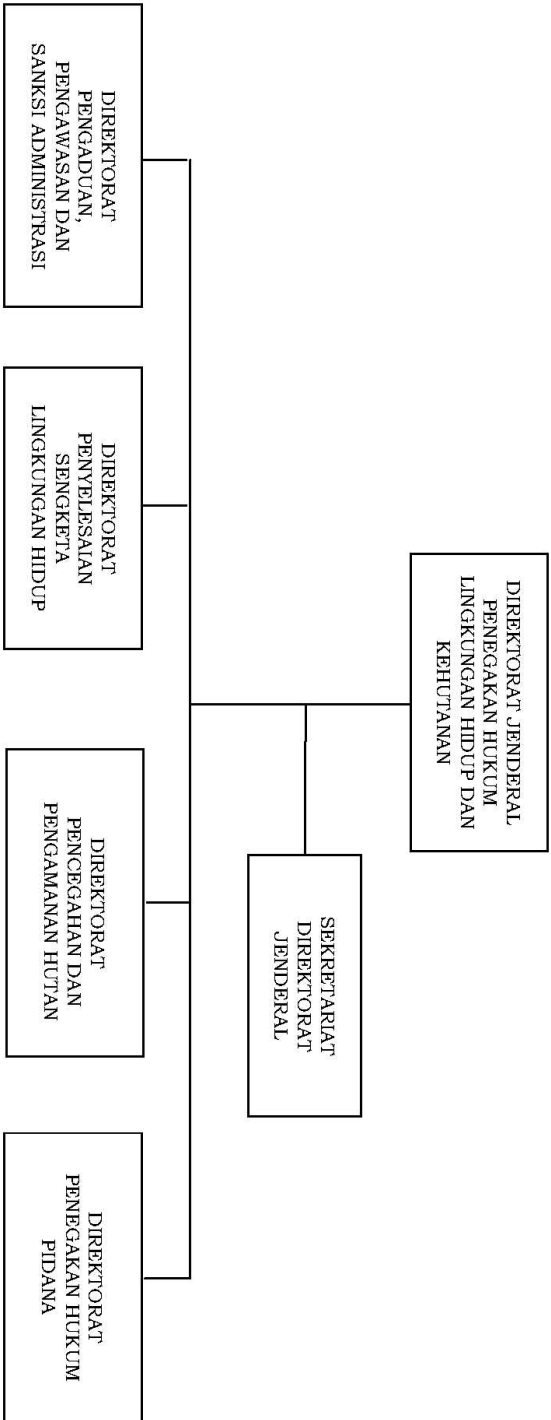 DIREKTORAT JENDERAL
PENEGAKAN HUKUM
LINGKUNGAN HIDUP DAN
KEHUTANAN
SEKRETARIAT
DIREKTORAT
JENDERAL
DIREKTORAT
PENGADUAN,
PENGAWASAN DAN
SANKSI ADMINISTRASI
DIREKTORAT
PENYELESAIAN
SENGKETA
LINGKUNGAN HIDUP
DIREKTORAT
PENCEGAHAN DAN
PENGAMANAN HUTAN
DIREKTORAT
PENEGAKAN HUKUM
PIDANA